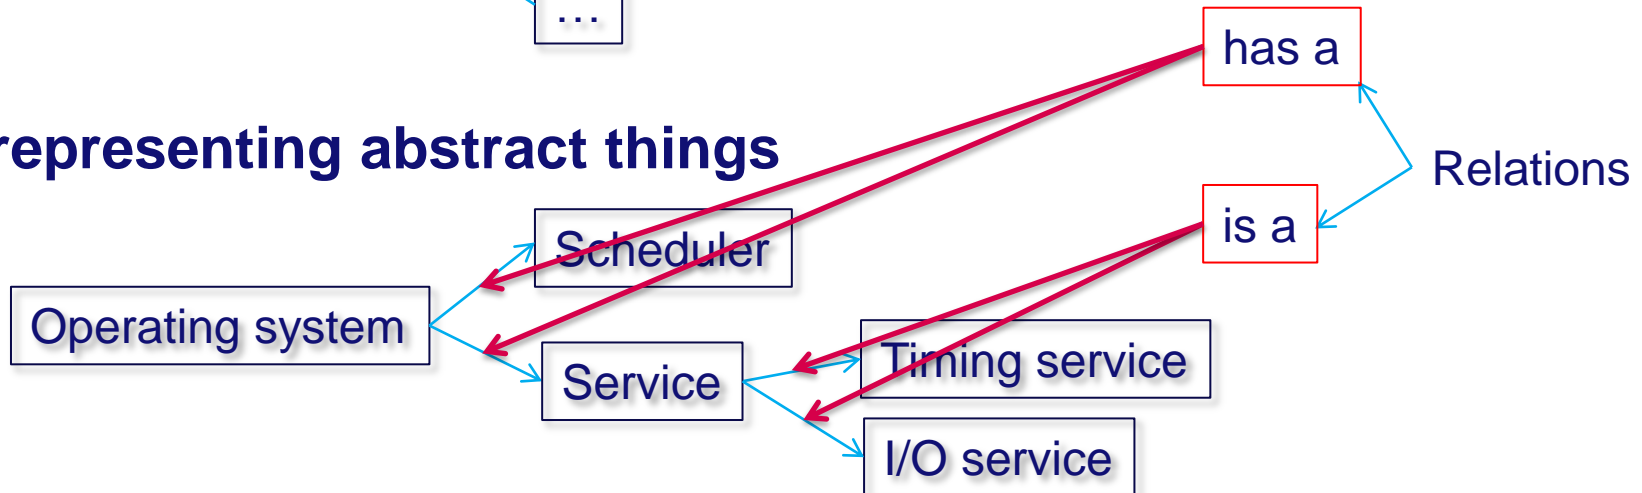 ...
has a
representing abstract things
Relations
is a
Scheduler
Operating system
Timing service
Service
I/O service